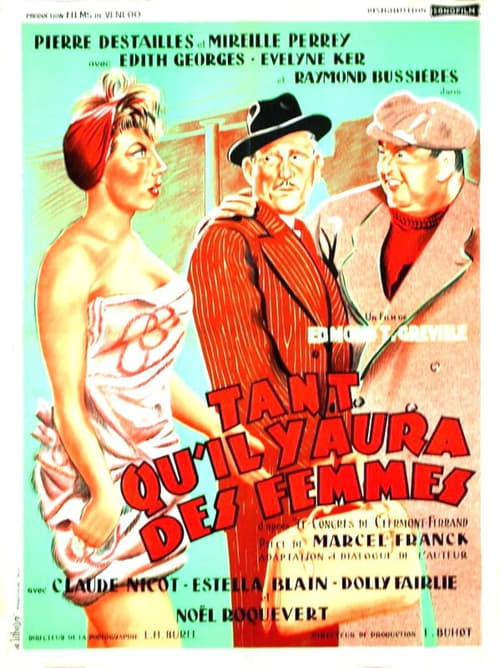 PRODUCTION FILMS DE VENLOO
DISTRIBUTION SONOFILM
PIERRE DESTAILLES et MIREILLE PERREY
avec EDITH GEORGES - EVELYNE KER
et RAYMOND BUSSIÈRES
dans
UN FILM DE
EDMOND T. GREVILLE
TANT
QU'IL Y AURA
DES FEMMES
d'après "LE CONGRES DE CLERMONT-FERRAND
PIECE DE MARCEL FRANCK
ADAPTATION et DIALOGUE DE L'AUTEUR
avec CLAUDE NICOT - ESTELLA BLAIN - DOLLY FAIRLIE
et
NOËL ROQUEVERT
DIRECTEUR DE LA PHOTOGRAPHIE L.H. BUREL
DIRECTEUR DE PRODUCTION E. BUHOT